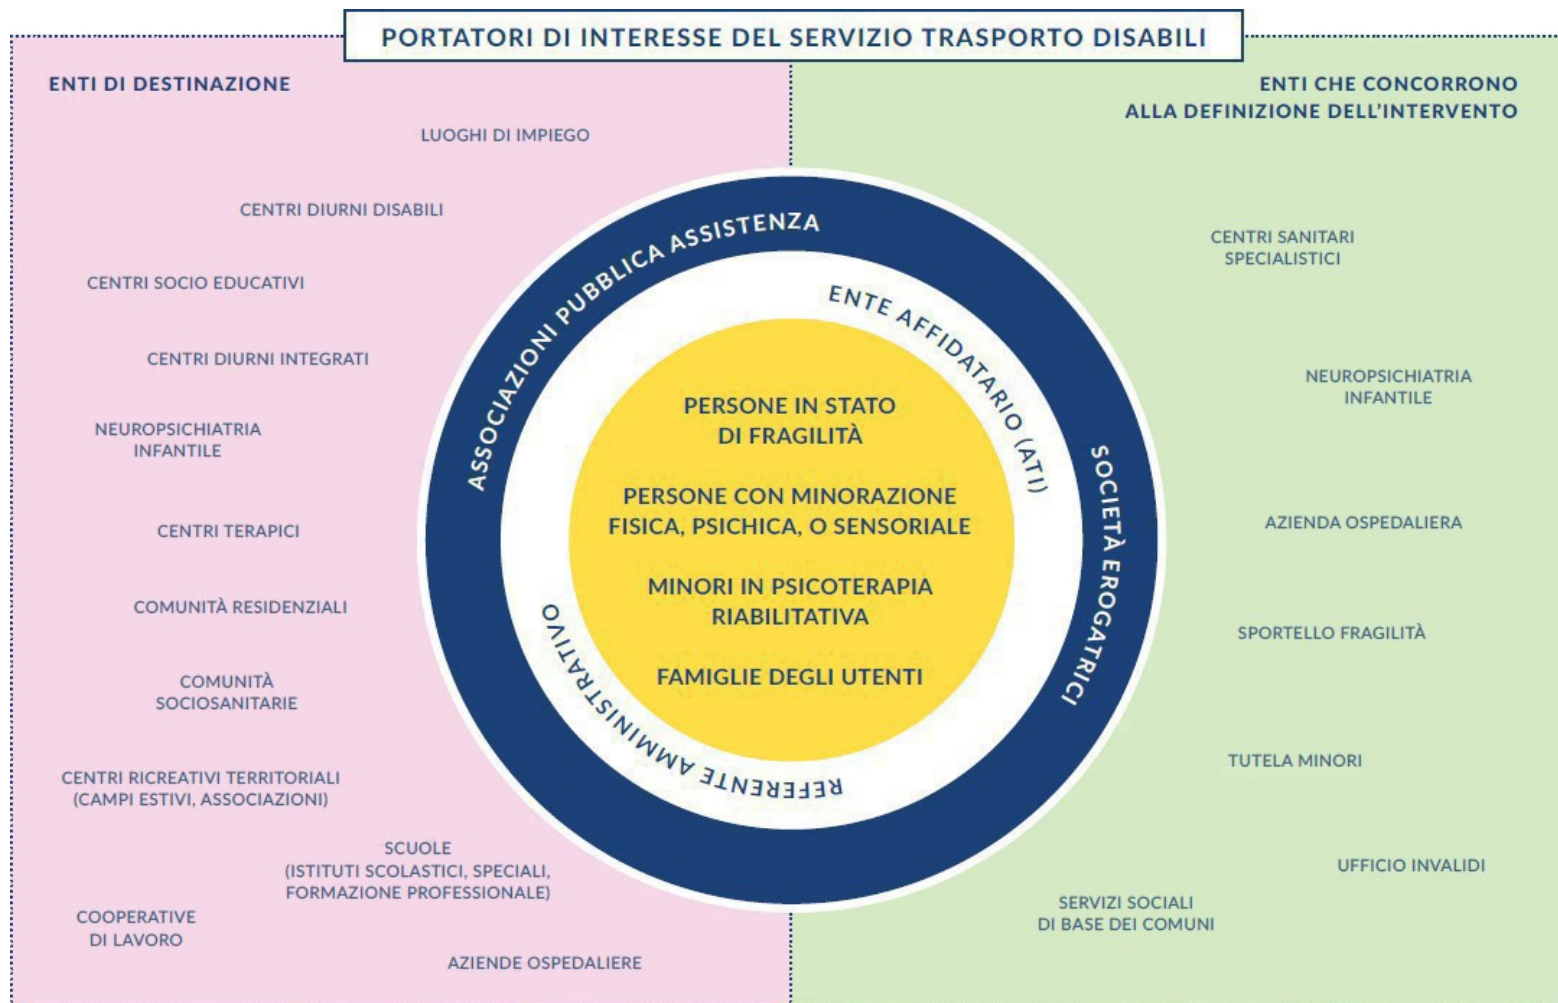 PORTATORI DI INTERESSE DEL SERVIZIO TRASPORTO DISABILI
ENTI DI DESTINAZIONE
LUOGHI DI IMPIEGO
CENTRI DIURNI DISABILI
CENTRI SOCIO EDUCATIVI
CENTRI DIURNI INTEGRATI
NEUROPSICHIATRIA
INFANTILE
CENTRI TERAPICI
COMUNITÀ RESIDENZIALI
COMUNITÀ
SOCIOSANITARIE
CENTRI RICREATIVI TERRITORIALI
(CAMPI ESTIVI, ASSOCIAZIONI)
SCUOLE
(ISTITUTI SCOLASTICI, SPECIALI,
FORMAZIONE PROFESSIONALE)
COOPERATIVE
DI LAVORO
AZIENDE OSPEDALIERE
ASSOCIAZIONI PUBBLICA ASSISTENZA
SOCIETÀ EROGATRICI
ENTE AFFIDATARIO (ATI)
REFERENTE AMMINISTRATIVO
PERSONE IN STATO
DI FRAGILITÀ
PERSONE CON MINORAZIONE
FISICA, PSICHICA, O SENSORIALE
MINORI IN PSICOTERAPIA
RIABILITATIVA
FAMIGLIE DEGLI UTENTI
ENTI CHE CONCORRONO
ALLA DEFINIZIONE DELL'INTERVENTO
CENTRI SANITARI
SPECIALISTICI
NEUROPSICHIATRIA
INFANTILE
AZIENDA OSPEDALIERA
SPORTELLO FRAGILITÀ
TUTELA MINORI
UFFICIO INVALIDI
SERVIZI SOCIALI
DI BASE DEI COMUNI